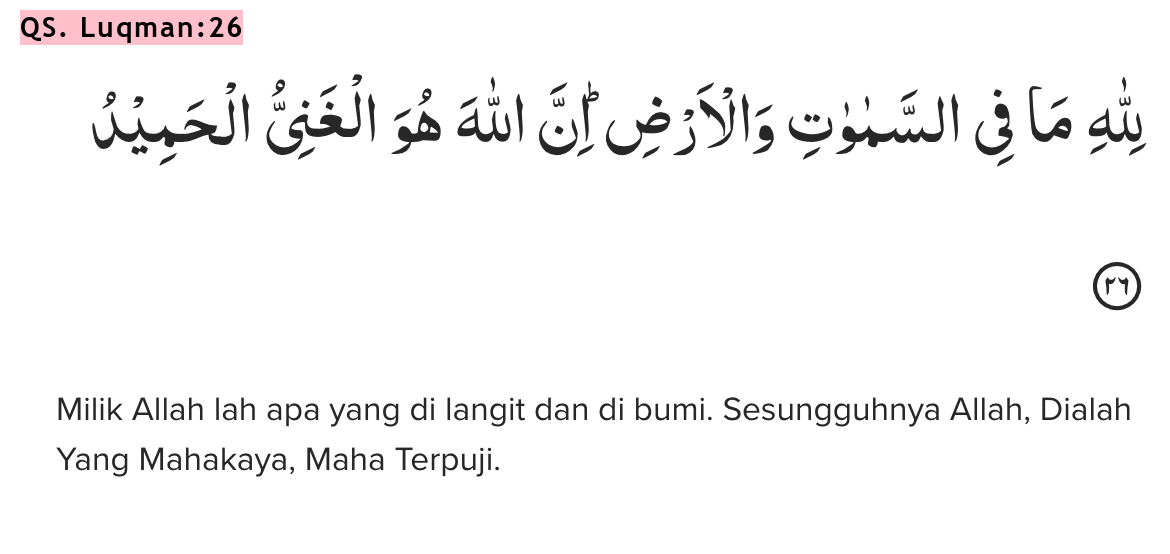 QS. Luqman:26
لِلّٰهِ مَا فِى السَّمٰوٰتِ وَالْاَرْضِۗ اِنَّ اللّٰهَ هُوَ الْغَنِيُّ الْحَمِيْدُ
٢٦
Milik Allah lah apa yang di langit dan di bumi. Sesungguhnya Allah, Dialah
Yang Mahakaya, Maha Terpuji.